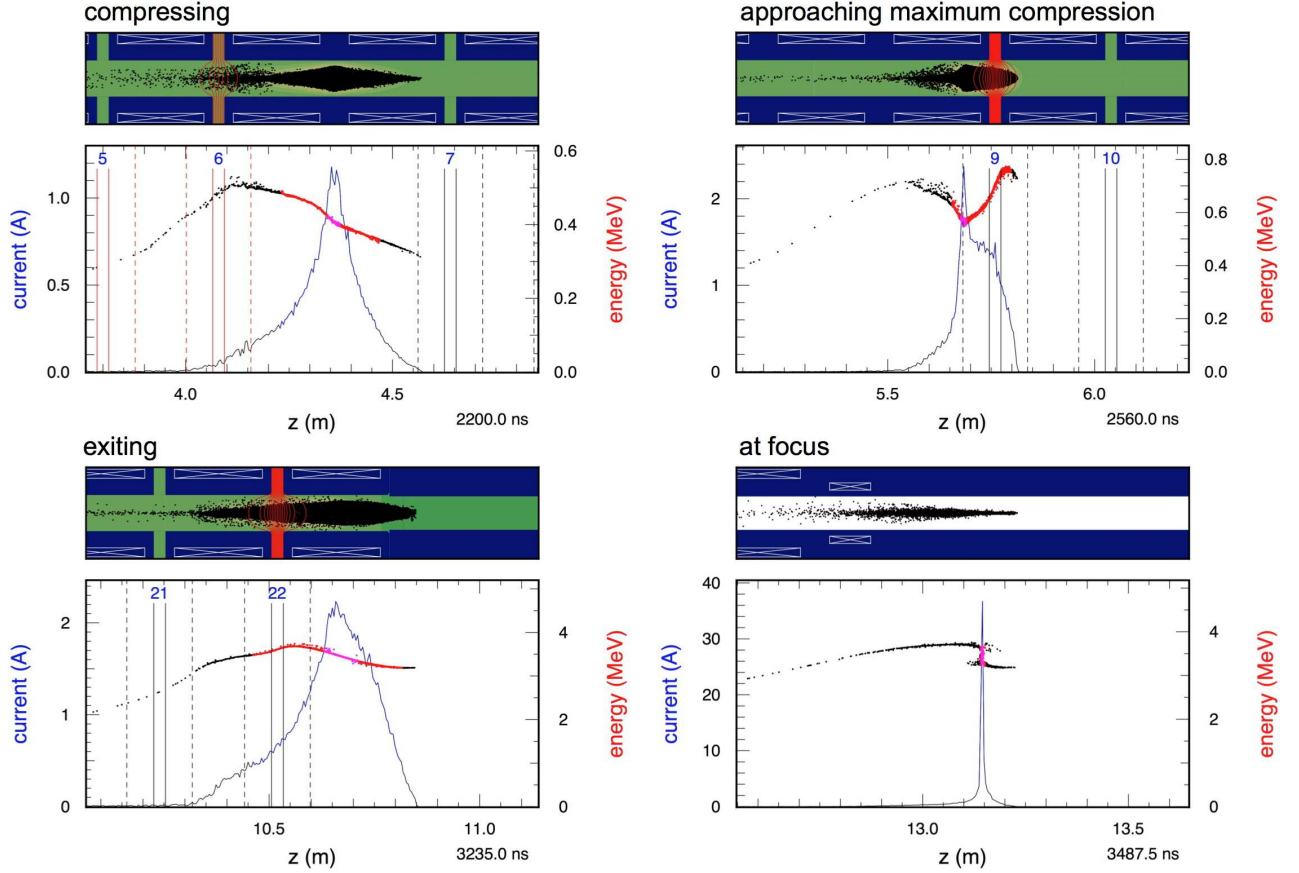 compressing
5 6 7
1.0
0.5
0.0
current (A)
0.6
0.4
0.2
0.0
energy (MeV)
4.0 4.5
z (m)
2200.0 ns
approaching maximum compression
9 10
2
1
0
current (A)
0.8
0.6
0.4
0.2
0.0
energy (MeV)
5.5 6.0
z (m)
2560.0 ns
exiting
21 22
2
1
0
current (A)
4
2
0
energy (MeV)
10.5 11.0
z (m)
3235.0 ns
at focus
40
30
20
10
0
current (A)
4
2
0
energy (MeV)
13.0 13.5
z (m)
3487.5 ns